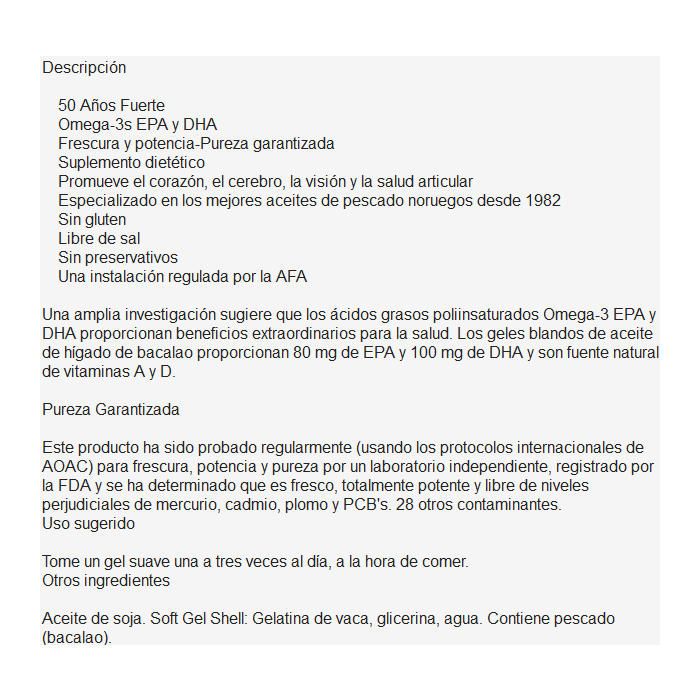 Descripción
50 Años Fuerte
Omega-3s EPA y DHA
Frescura y potencia-Pureza garantizada
Suplemento dietético
Promueve el corazón, el cerebro, la visión y la salud articular
Especializado en los mejores aceites de pescado noruegos desde 1982
Sin gluten
Libre de sal
Sin preservativos
Una instalación regulada por la AFA
Una amplia investigación sugiere que los ácidos grasos poliinsaturados Omega-3 EPA y
DHA proporcionan beneficios extraordinarios para la salud. Los geles blandos de aceite
de hígado de bacalao proporcionan 80 mg de EPA y 100 mg de DHA y son fuente natural
de vitaminas A y D.
Pureza Garantizada
Este producto ha sido probado regularmente (usando los protocolos internacionales de
AOAC) para frescura, potencia y pureza por un laboratorio independiente, registrado por
la FDA y se ha determinado que es fresco, totalmente potente y libre de niveles
perjudiciales de mercurio, cadmio, plomo y PCB's. 28 otros contaminantes.
Uso sugerido
Tome un gel suave una a tres veces al día, a la hora de comer.
Otros ingredientes
Aceite de soja. Soft Gel Shell: Gelatina de vaca, glicerina, agua. Contiene pescado
(bacalao).